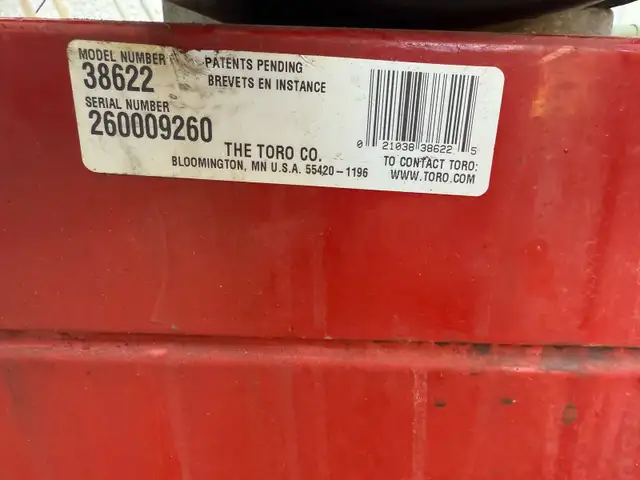 MODEL NUMBER
38622
SERIAL NUMBER
260009260
PATENTS PENDING
BREVETS EN INSTANCE
THE TORO CO.
BLOOMINGTON, MN U.S.A. 55420-1196
0 21038 38622 5
TO CONTACT TORO:
WWW.TORO.COM